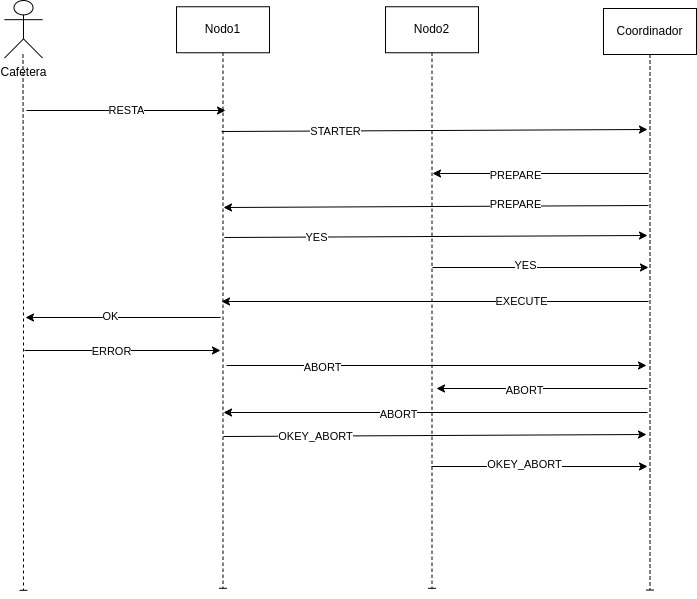 Nodo1
Nodo2
Coordinador
Cafetera
RESTA
STARTER
PREPARE
PREPARE
YES
YES
EXECUTE
OK
ERROR
ABORT
ABORT
ABORT
OKEY_ABORT
OKEY_ABORT